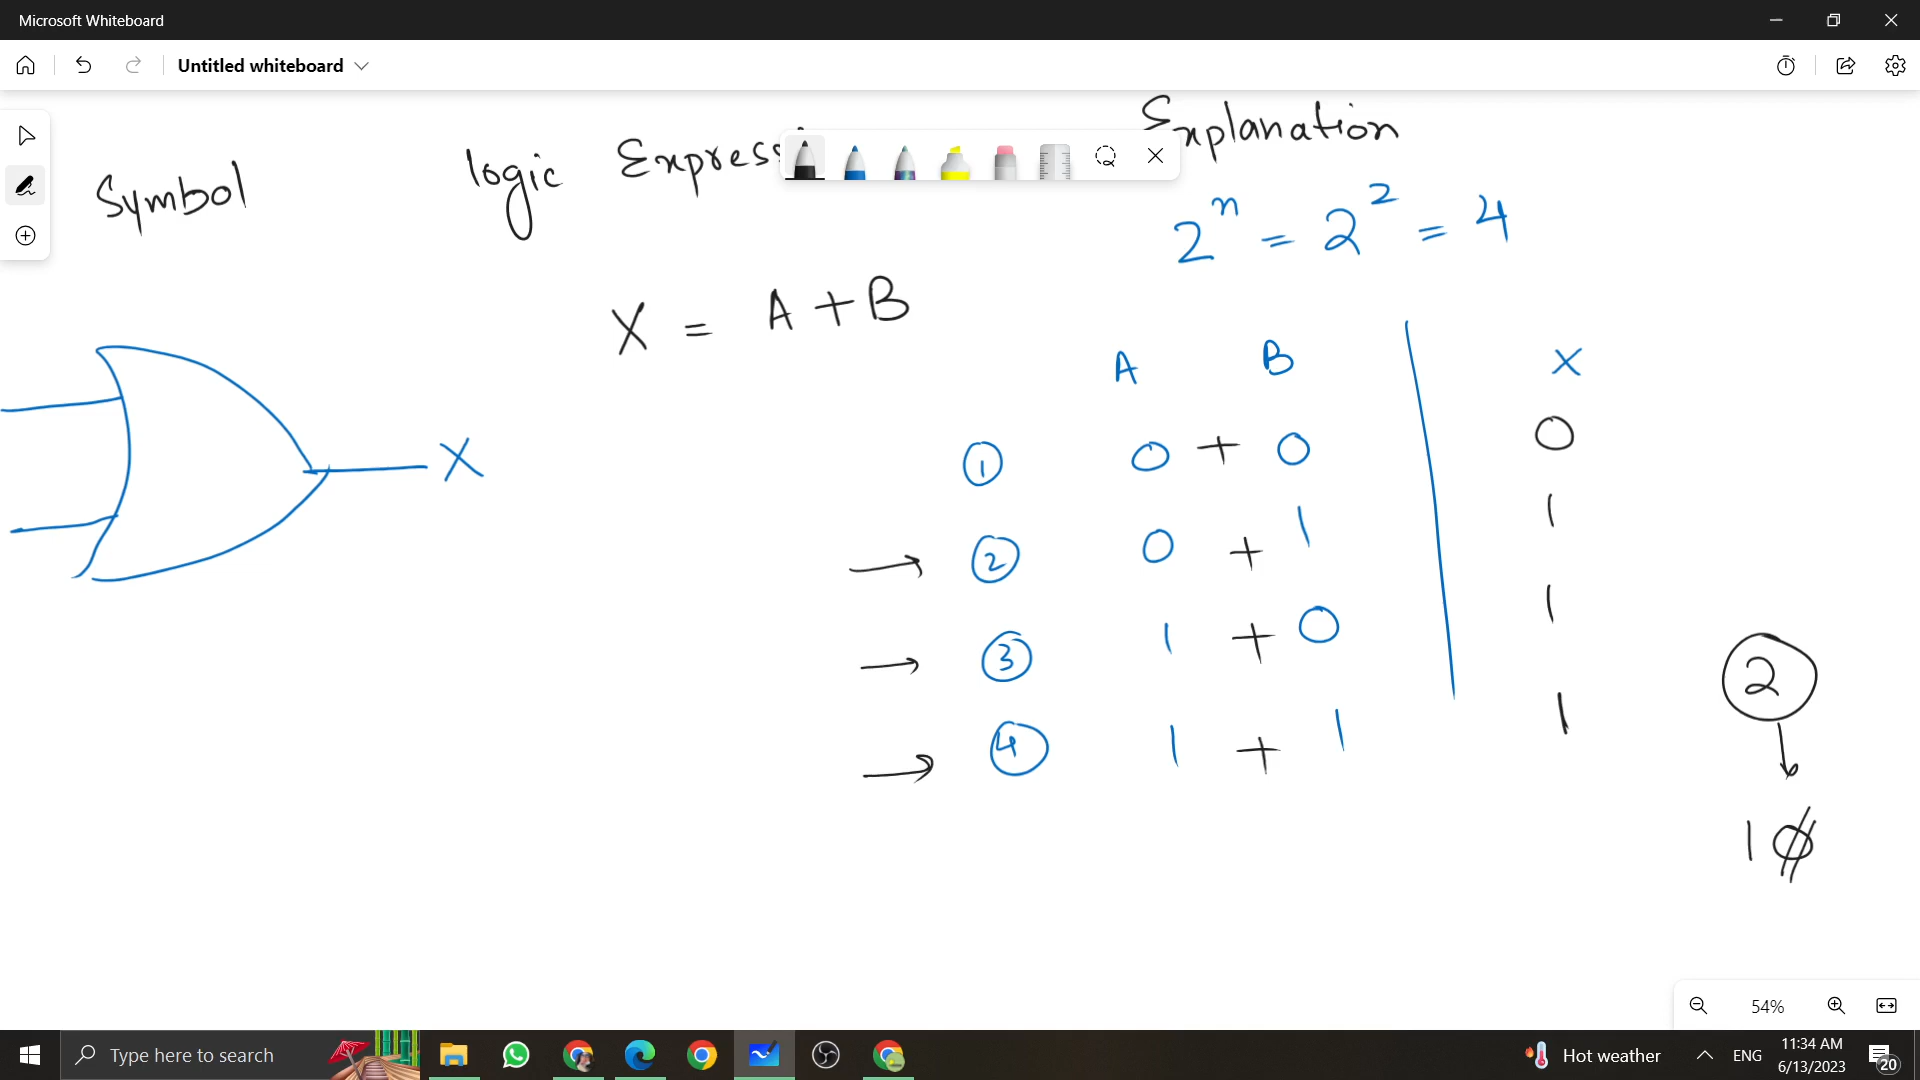 Microsoft Whiteboard
Untitled whiteboard
Symbol logic Express Explanation
2ⁿ = 2² = 4
X = A + B
A B X
① 0 + 0 0
→ ② 0 + 1 1
→ ③ 1 + 0 1
→ ④ 1 + 1 1
X
2
↓
10
54%
Type here to search
Hot weather
ENG
11:34 AM
6/13/2023
20